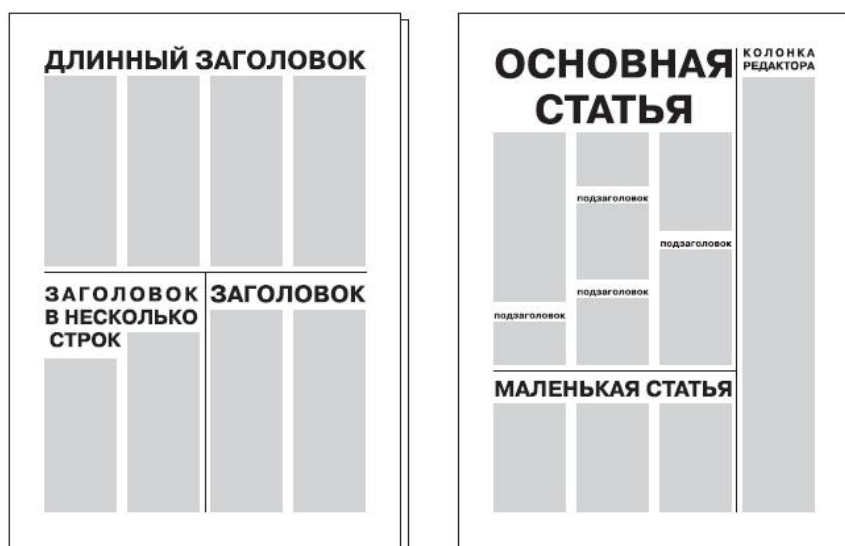 ДЛИННЫЙ ЗАГОЛОВОК
ЗАГОЛОВОК
В НЕСКОЛЬКО
СТРОК
ЗАГОЛОВОК
ОСНОВНАЯ
СТАТЬЯ
подзаголовок
подзаголовок
подзаголовок
подзаголовок
МАЛЕНЬКАЯ СТАТЬЯ
КОЛОНКА
РЕДАКТОРА